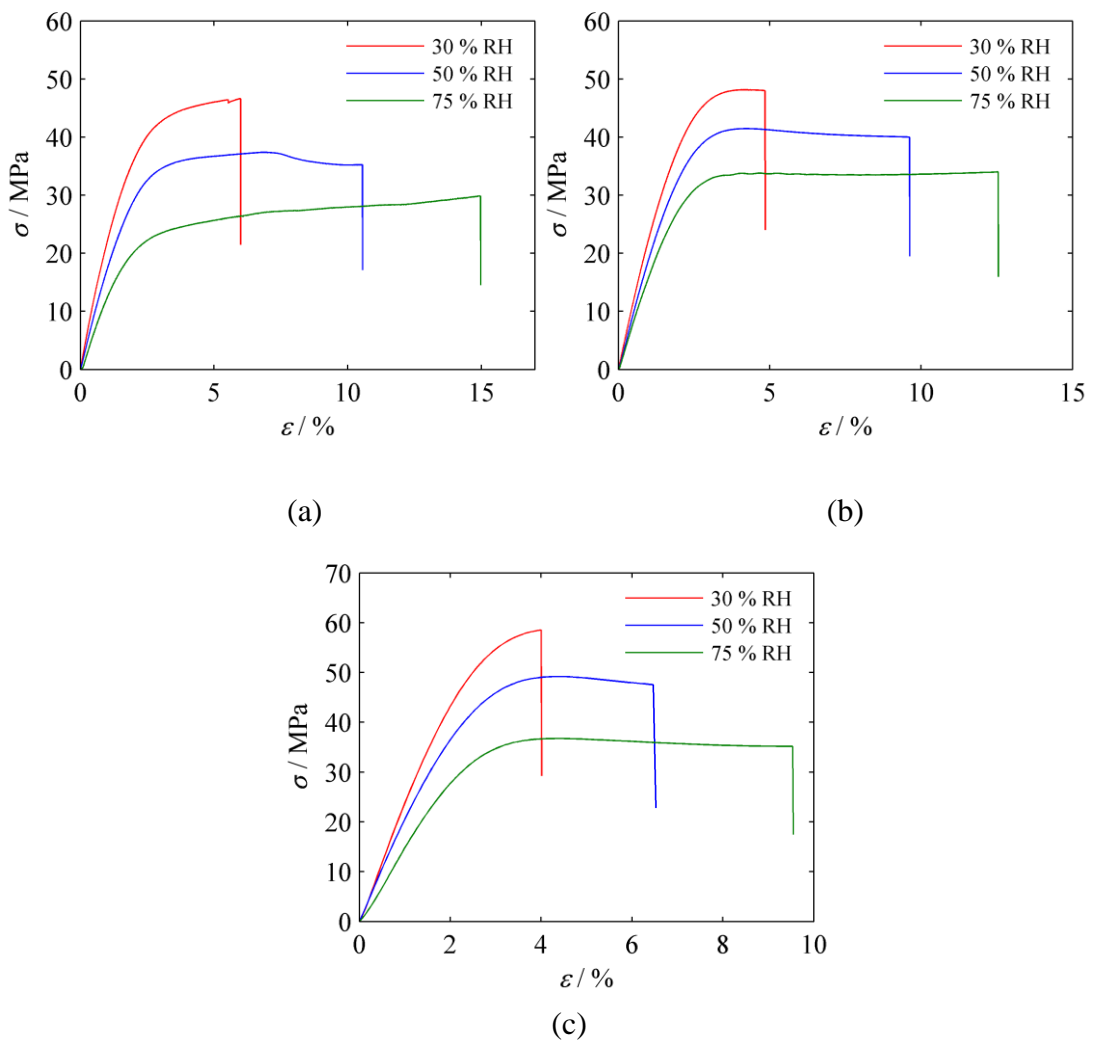 60
50
40
30
20
10
0
0 5 10 15
σ / MPa
ε / %
30 % RH
50 % RH
75 % RH
(a)
60
50
40
30
20
10
0
0 5 10 15
σ / MPa
ε / %
30 % RH
50 % RH
75 % RH
(b)
70
60
50
40
30
20
10
0
0 2 4 6 8 10
σ / MPa
ε / %
30 % RH
50 % RH
75 % RH
(c)